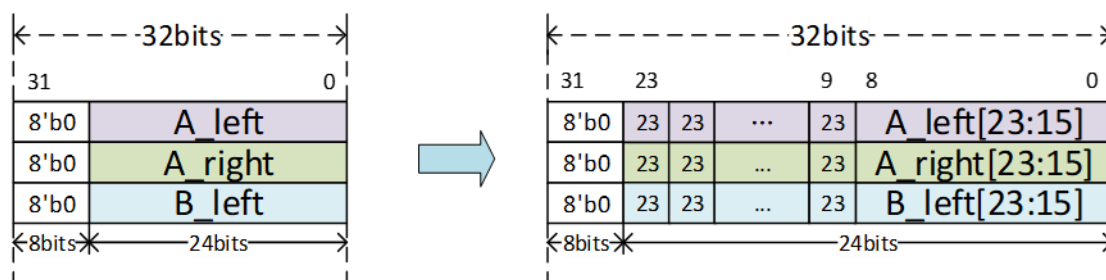 32bits 32bits
31 0 31 23 9 8 0
8'b0 A_left 8'b0 23 23 ... 23 A_left[23:15]
8'b0 A_right 8'b0 23 23 ... 23 A_right[23:15]
8'b0 B_left 8'b0 23 23 ... 23 B_left[23:15]
8bits 24bits 8bits 24bits